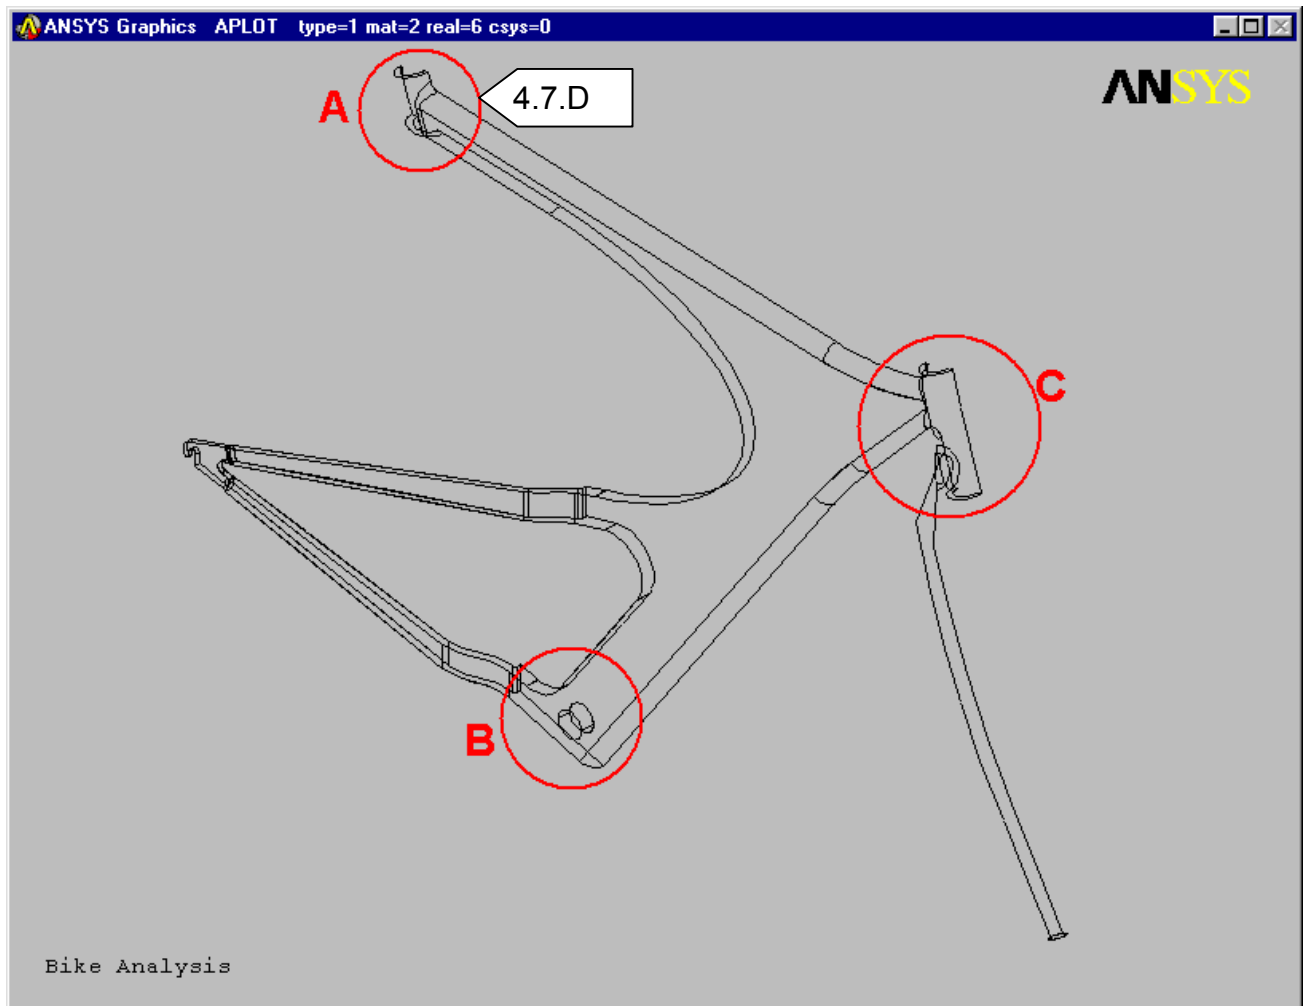 ANSYS Graphics APLOT type=1 mat=2 real=6 csys=0
ANSYS
A
4.7.D
C
B
Bike Analysis